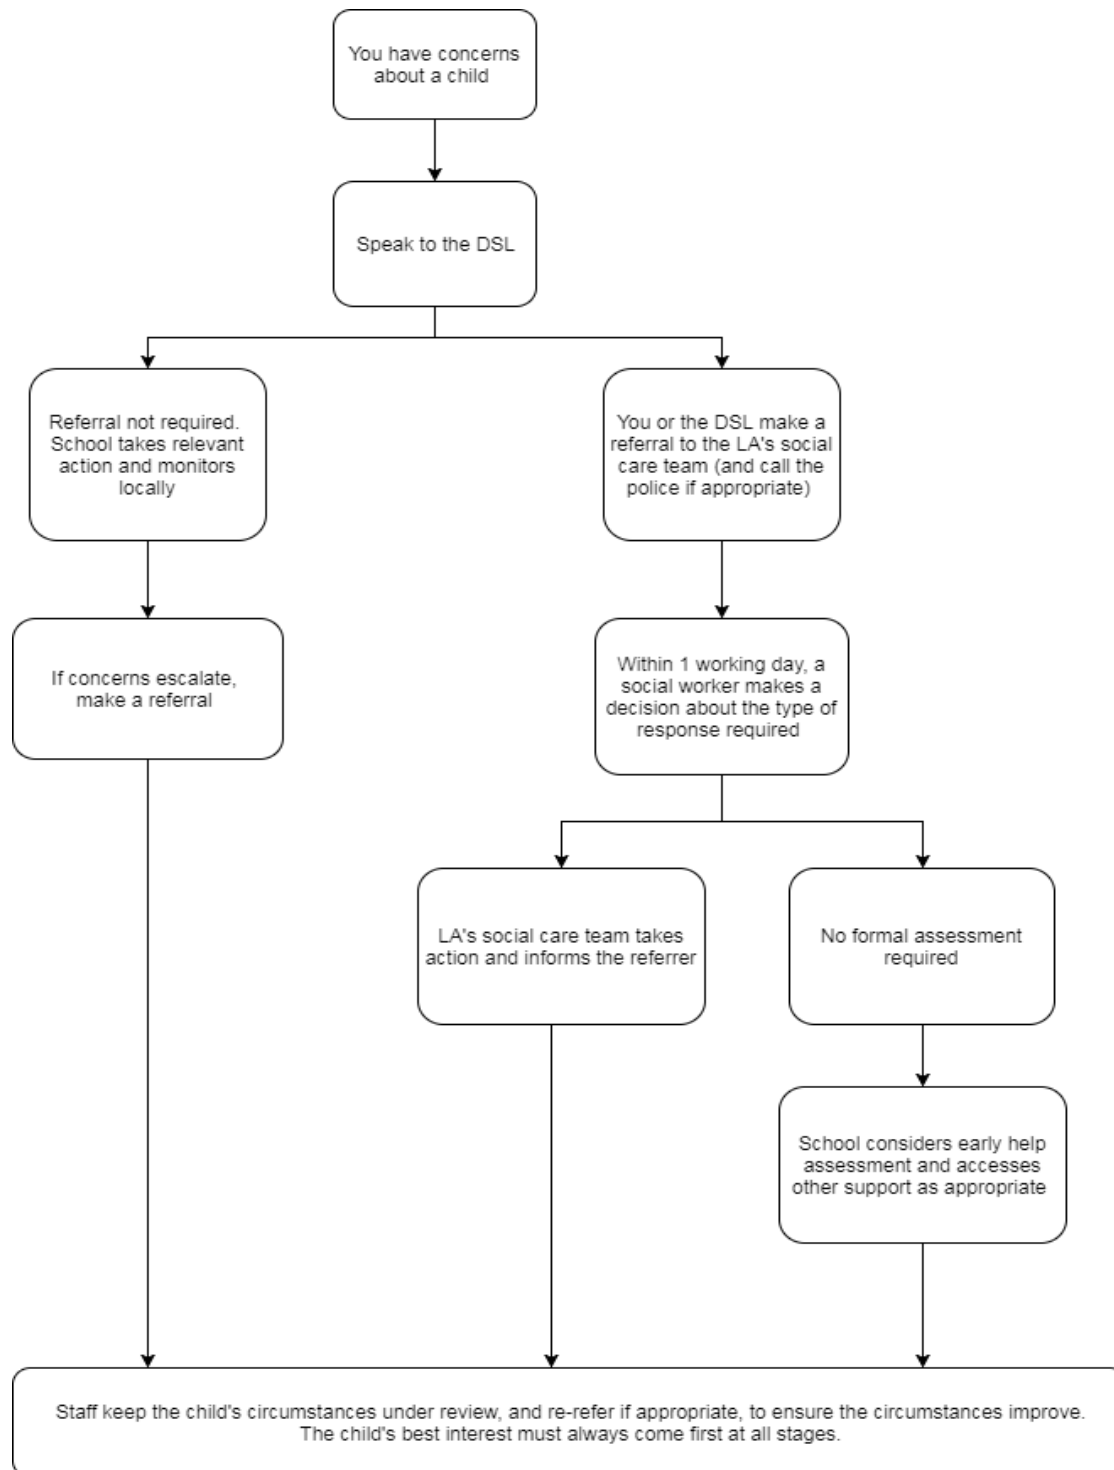 You have concerns
about a child
Speak to the DSL
Referral not required.
School takes relevant
action and monitors
locally
You or the DSL make a
referral to the LA's social
care team (and call the
police if appropriate)
If concerns escalate,
make a referral
Within 1 working day, a
social worker makes a
decision about the type of
response required
LA's social care team takes
action and informs the referrer
No formal assessment
required
School considers early help
assessment and accesses
other support as appropriate
Staff keep the child's circumstances under review, and re-refer if appropriate, to ensure the circumstances improve.
The child's best interest must always come first at all stages.